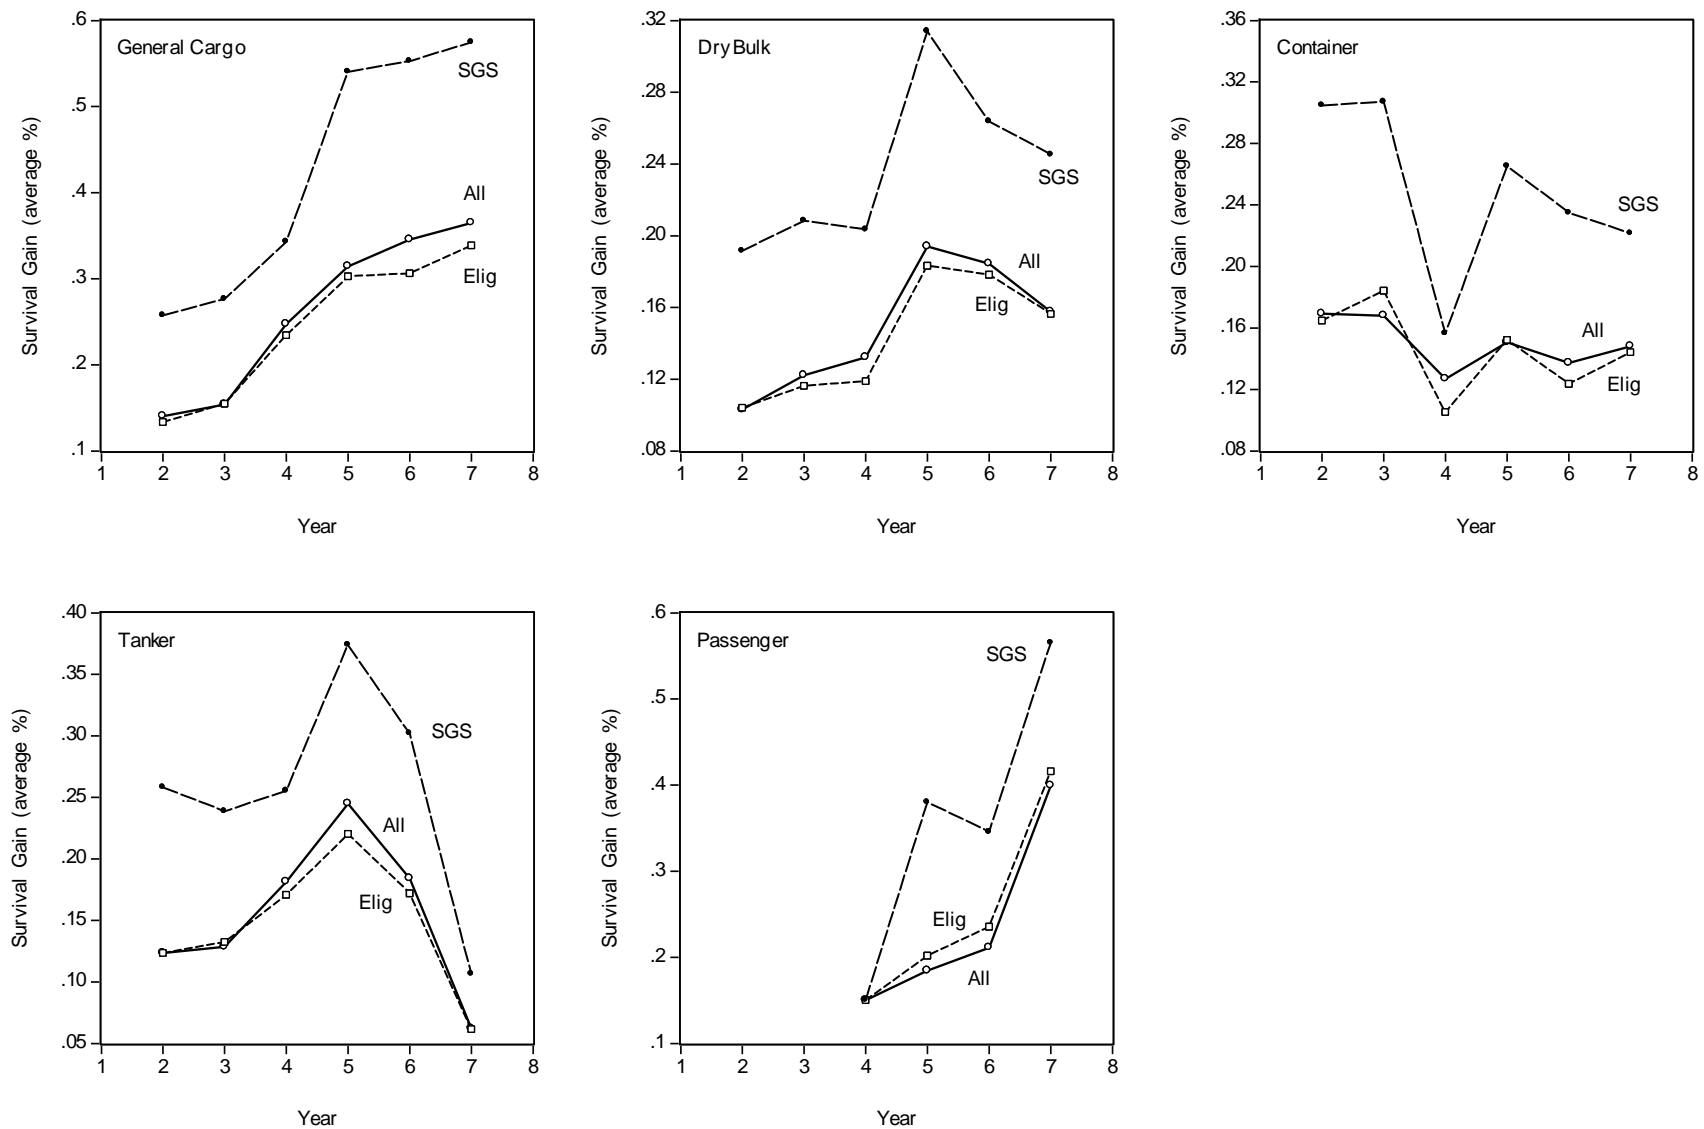 General Cargo
Survival Gain (average %)
.6
.5
.4
.3
.2
.1
SGS
All
Elig
1 2 3 4 5 6 7 8
Year
Dry Bulk
Survival Gain (average %)
.32
.28
.24
.20
.16
.12
.08
SGS
All
Elig
1 2 3 4 5 6 7 8
Year
Container
Survival Gain (average %)
.36
.32
.28
.24
.20
.16
.12
.08
SGS
All
Elig
1 2 3 4 5 6 7 8
Year
Tanker
Survival Gain (average %)
.40
.35
.30
.25
.20
.15
.10
.05
SGS
All
Elig
1 2 3 4 5 6 7 8
Year
Passenger
Survival Gain (average %)
.6
.5
.4
.3
.2
.1
SGS
Elig
All
1 2 3 4 5 6 7 8
Year